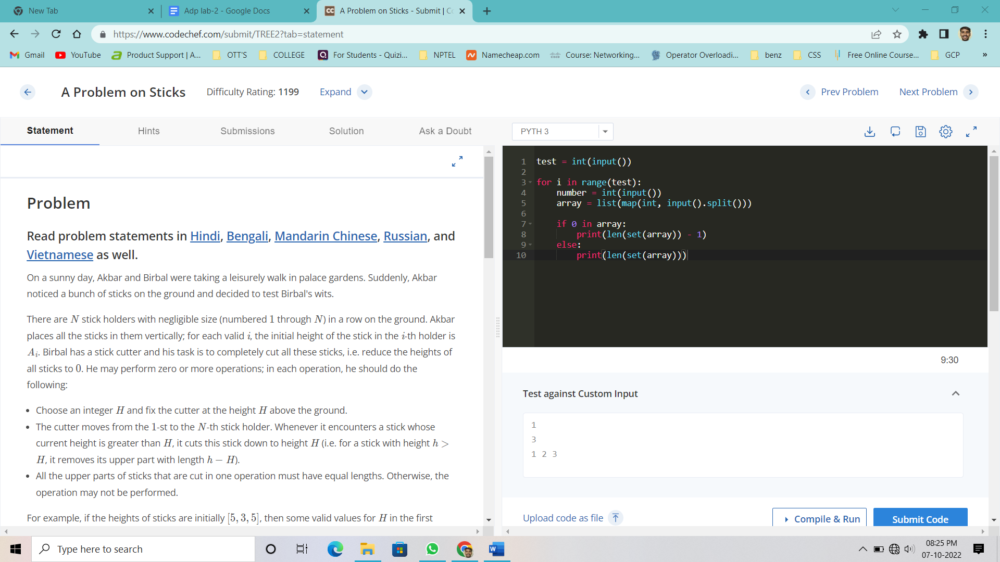 New Tab
Adp lab-2 - Google Docs
A Problem on Sticks - Submit | Co
https://www.codechef.com/submit/TREE2?tab=statement
Gmail
YouTube
Product Support | A...
OTT'S
COLLEGE
For Students - Quizi...
NPTEL
Namecheap.com
Course: Networking...
Operator Overloadi...
benz
CSS
Free Online Course...
GCP
»
A Problem on Sticks
Difficulty Rating: 1199
Expand
Prev Problem
Next Problem
Statement
Hints
Submissions
Solution
Ask a Doubt
Problem
Read problem statements in Hindi, Bengali, Mandarin Chinese, Russian, and
Vietnamese as well.
On a sunny day, Akbar and Birbal were taking a leisurely walk in palace gardens. Suddenly, Akbar
noticed a bunch of sticks on the ground and decided to test Birbal's wits.
There are N stick holders with negligible size (numbered 1 through N) in a row on the ground. Akbar
places all the sticks in them vertically; for each valid i, the initial height of the stick in the i-th holder is
Ai. Birbal has a stick cutter and his task is to completely cut all these sticks, i.e. reduce the heights of
all sticks to 0. He may perform zero or more operations; in each operation, he should do the
following:
• Choose an integer H and fix the cutter at the height H above the ground.
• The cutter moves from the 1-st to the N-th stick holder. Whenever it encounters a stick whose
current height is greater than H, it cuts this stick down to height H (i.e. for a stick with height h >
H, it removes its upper part with length h − H).
• All the upper parts of sticks that are cut in one operation must have equal lengths. Otherwise, the
operation may not be performed.
For example, if the heights of sticks are initially [5, 3, 5], then some valid values for H in the first
PYTH 3
1 test = int(input())
2
3 for i in range(test):
4     number = int(input())
5     array = list(map(int, input().split()))
6
7     if 0 in array:
8         print(len(set(array)) - 1)
9     else:
10         print(len(set(array)))
9:30
Test against Custom Input
1
3
1 2 3
Upload code as file
Compile & Run
Submit Code
Type here to search
08:25 PM
07-10-2022